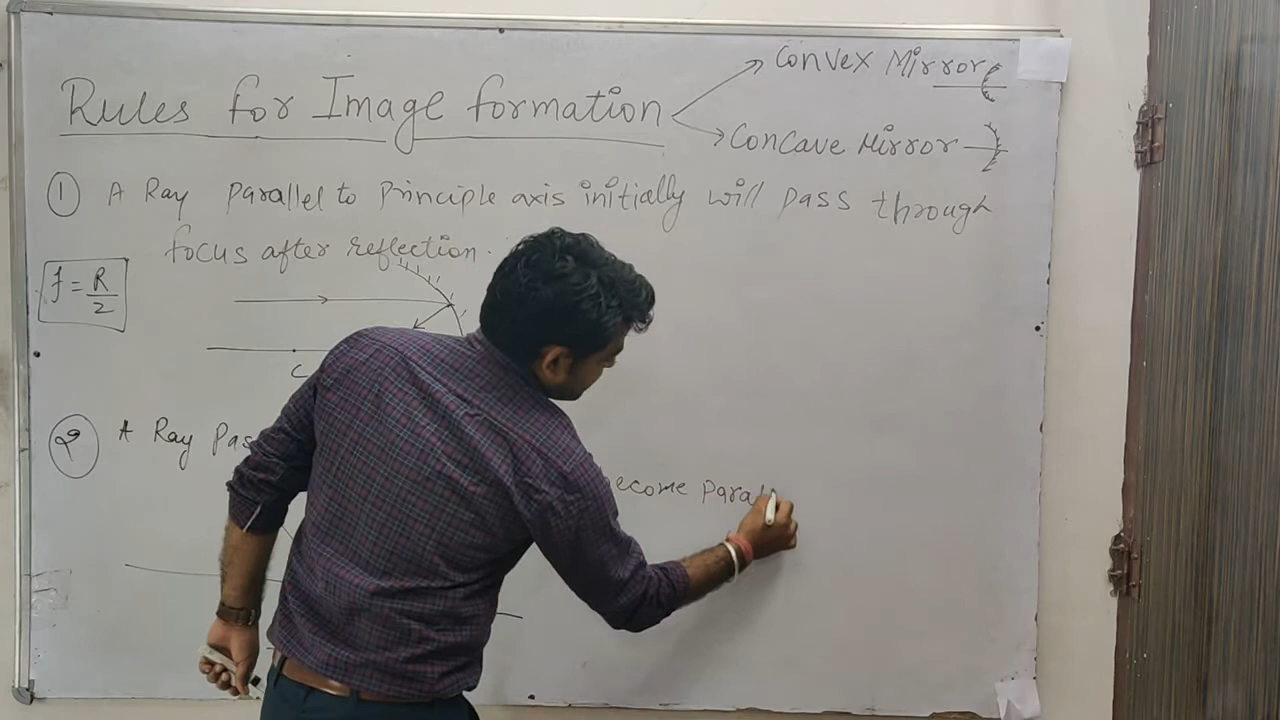 Rules for Image formation
Convex Mirror
Concave Mirror
① A Ray Parallel to Principle axis initially will pass through
focus after reflection.
f = R/2
C
② A Ray Pas
ecome Paral